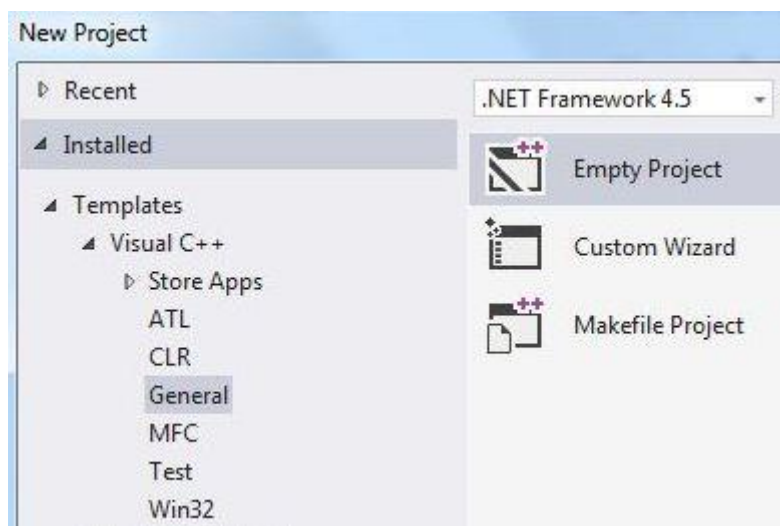 New Project
Recent
Installed
Templates
Visual C++
Store Apps
ATL
CLR
General
MFC
Test
Win32
.NET Framework 4.5
Empty Project
Custom Wizard
Makefile Project